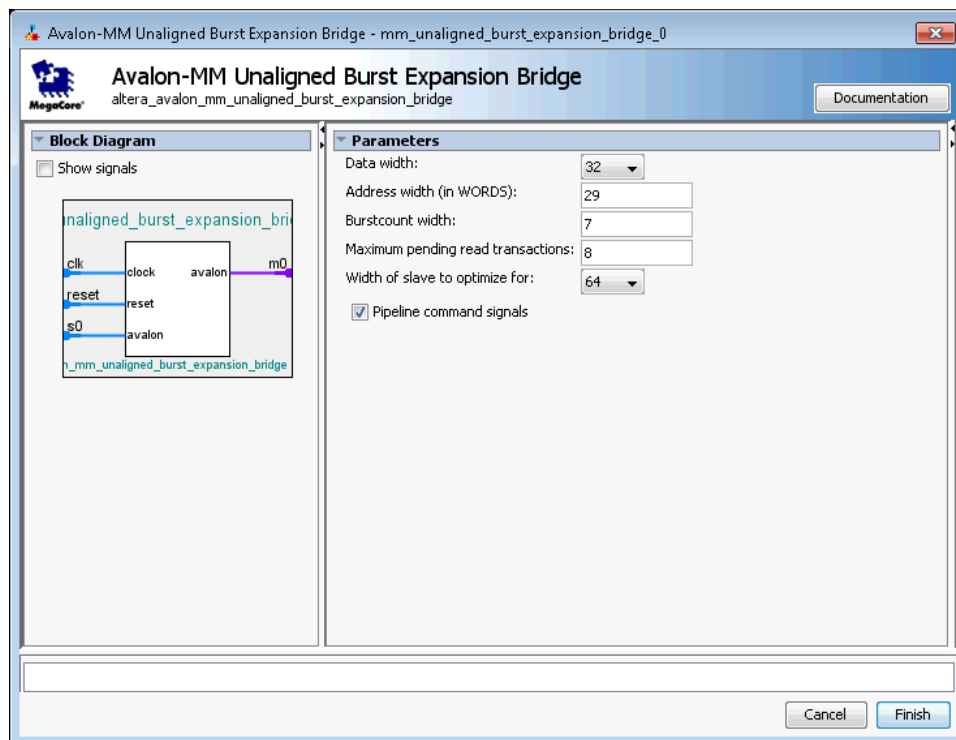 Avalon-MM Unaligned Burst Expansion Bridge - mm_unaligned_burst_expansion_bridge_0
Avalon-MM Unaligned Burst Expansion Bridge
altera_avalon_mm_unaligned_burst_expansion_bridge
MegaCore®
Documentation
Block Diagram
Show signals
unaligned_burst_expansion_bri
clk
clock
avalon
m0
reset
reset
s0
avalon
n_mm_unaligned_burst_expansion_bridge
Parameters
Data width: 32
Address width (in WORDS): 29
Burstcount width: 7
Maximum pending read transactions: 8
Width of slave to optimize for: 64
Pipeline command signals
Cancel
Finish